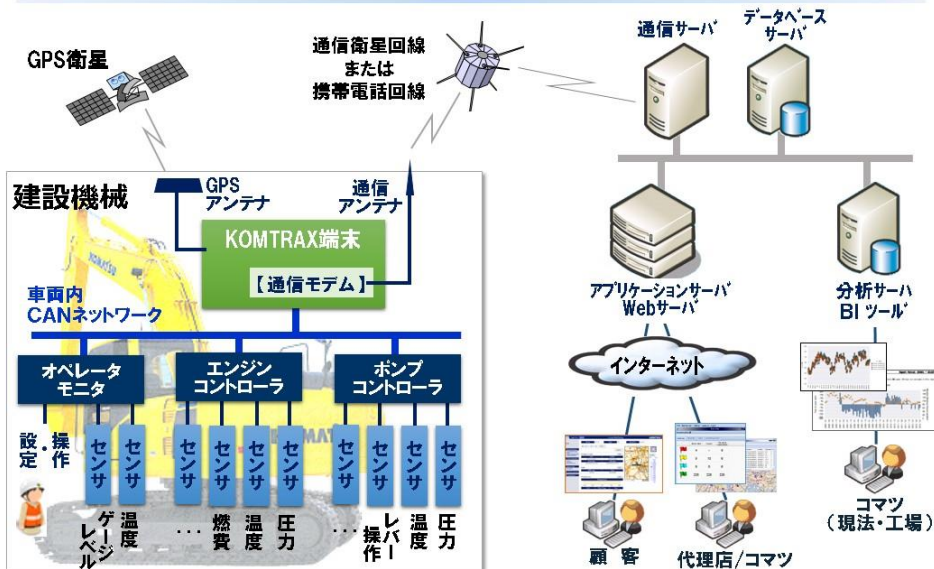 GPS衛星
通信衛星回線
または
携帯電話回線
通信サーバ
データベース
サーバ
建設機械
GPS
アンテナ
通信
アンテナ
KOMTRAX端末
【通信モデム】
車両内
CANネットワーク
オペレータ
モニタ
エンジン
コントローラ
ポンプ
コントローラ
設定・操作
センサ
センサ
センサ
センサ
センサ
センサ
センサ
センサ
センサ
センサ
ゲージレベル
温度
...
燃費
温度
圧力
...
レバー操作
温度
圧力
アプリケーションサーバ
Webサーバ
分析サーバ
BIツール
インターネット
顧客
代理店/コマツ
コマツ
(現法・工場)
KOMATSU